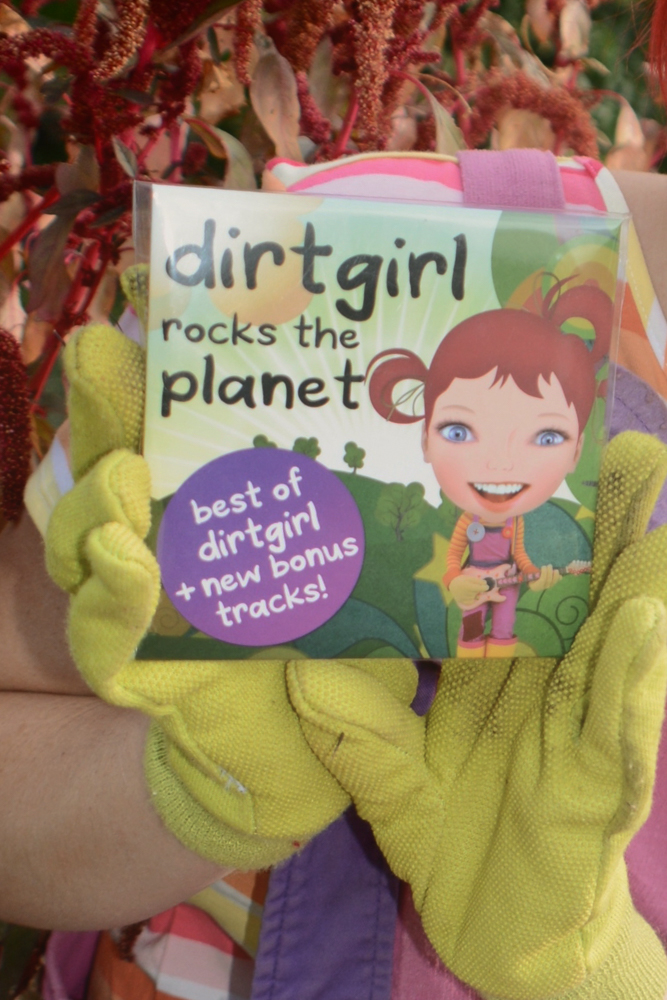 dirtgirl
rocks the
planet
best of
dirtgirl
+ new bonus
tracks!